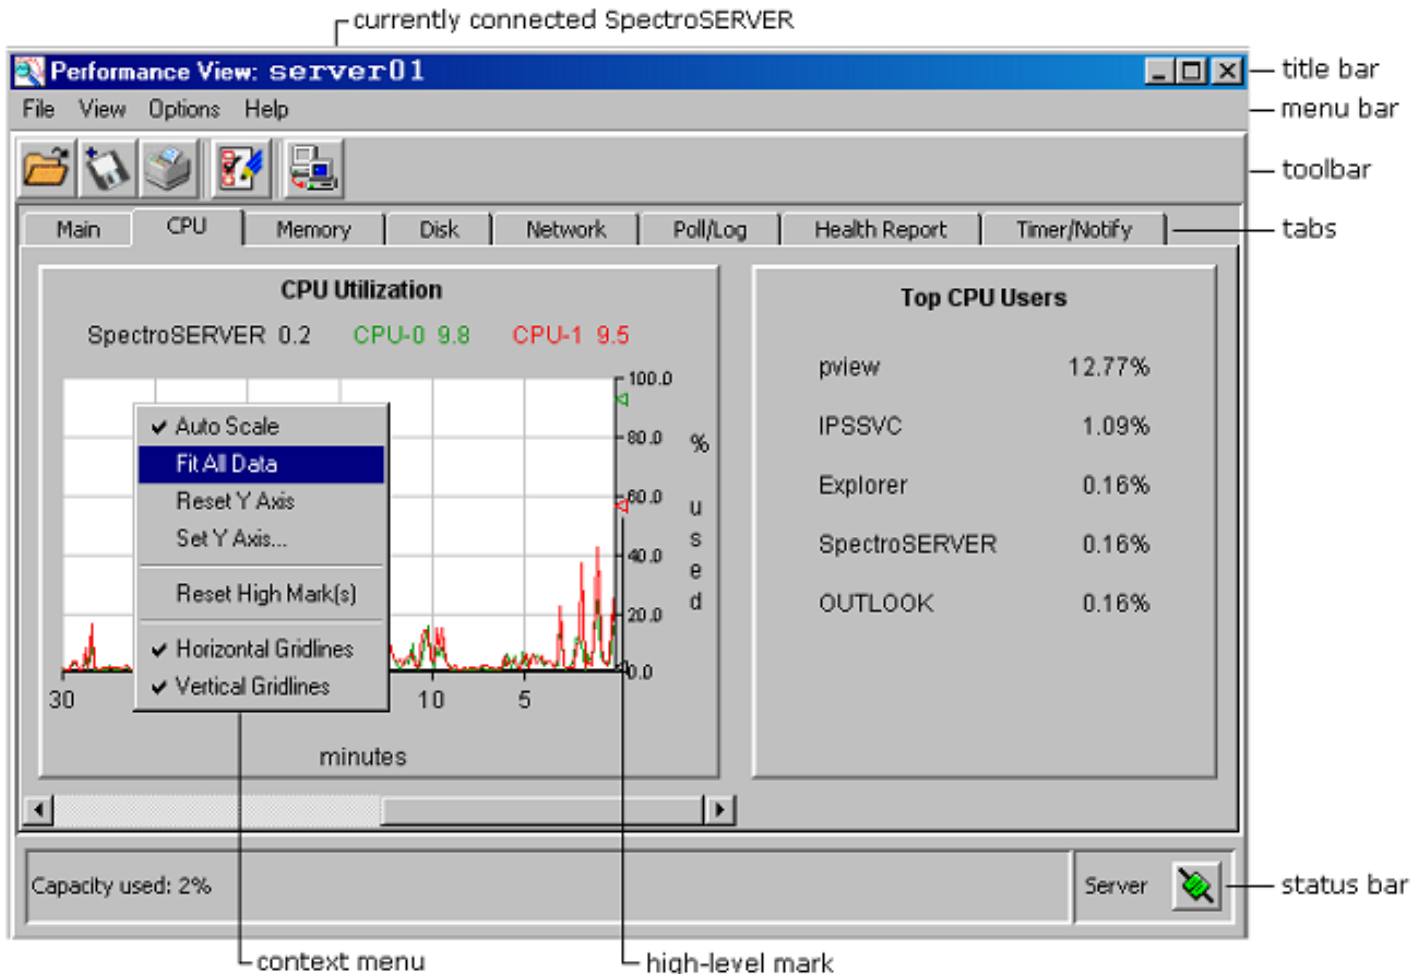 currently connected SpectroSERVER
Performance View: server01
title bar
File View Options Help
menu bar
toolbar
Main CPU Memory Disk Network Poll/Log Health Report Timer/Notify
tabs
CPU Utilization
SpectroSERVER 0.2 CPU-0 9.8 CPU-1 9.5
100.0
80.0
60.0
40.0
20.0
0.0
% used
Auto Scale
Fit All Data
Reset Y Axis
Set Y Axis...
Reset High Mark(s)
Horizontal Gridlines
Vertical Gridlines
30 10 5
minutes
Top CPU Users
pview 12.77%
IPSSVC 1.09%
Explorer 0.16%
SpectroSERVER 0.16%
OUTLOOK 0.16%
Capacity used: 2%
Server
status bar
context menu
high-level mark